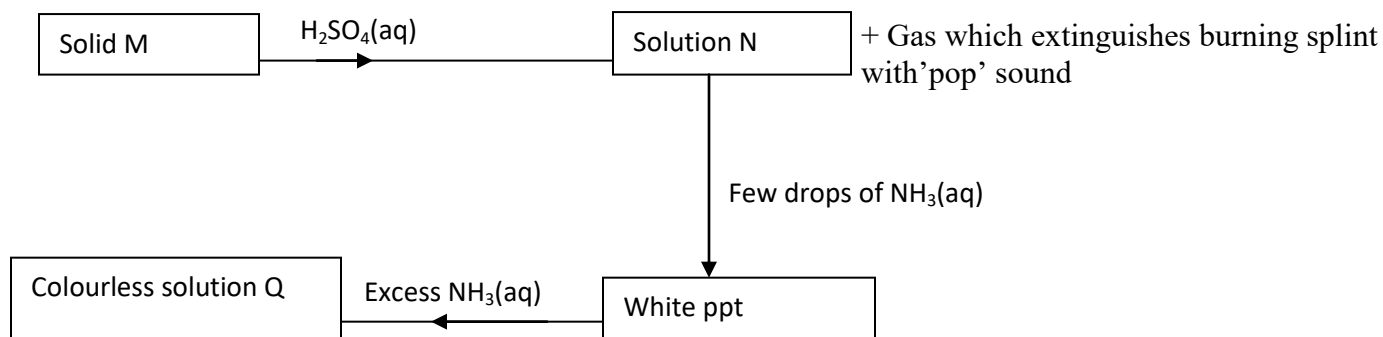 Solid M
H₂SO₄(aq)
Solution N
+ Gas which extinguishes burning splint
with’pop’ sound
Few drops of NH₃(aq)
Colourless solution Q
Excess NH₃(aq)
White ppt